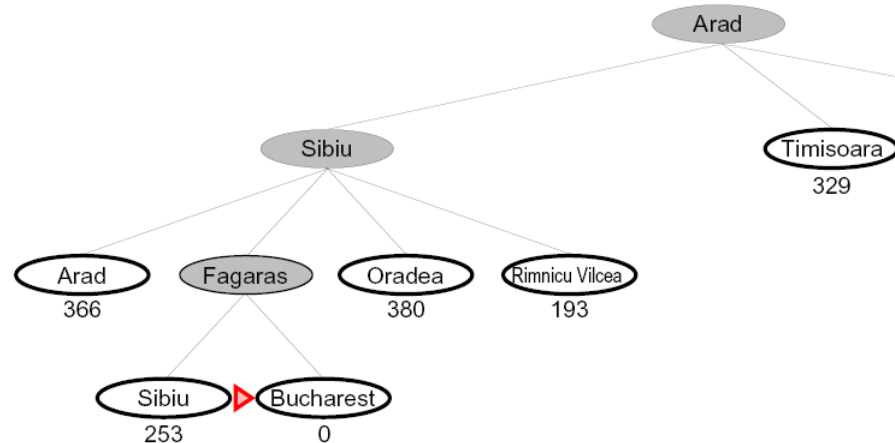 Arad
Sibiu
Timisoara
329
Arad
Fagaras
Oradea
Rimnicu Vilcea
366
380
193
Sibiu
Bucharest
253
0